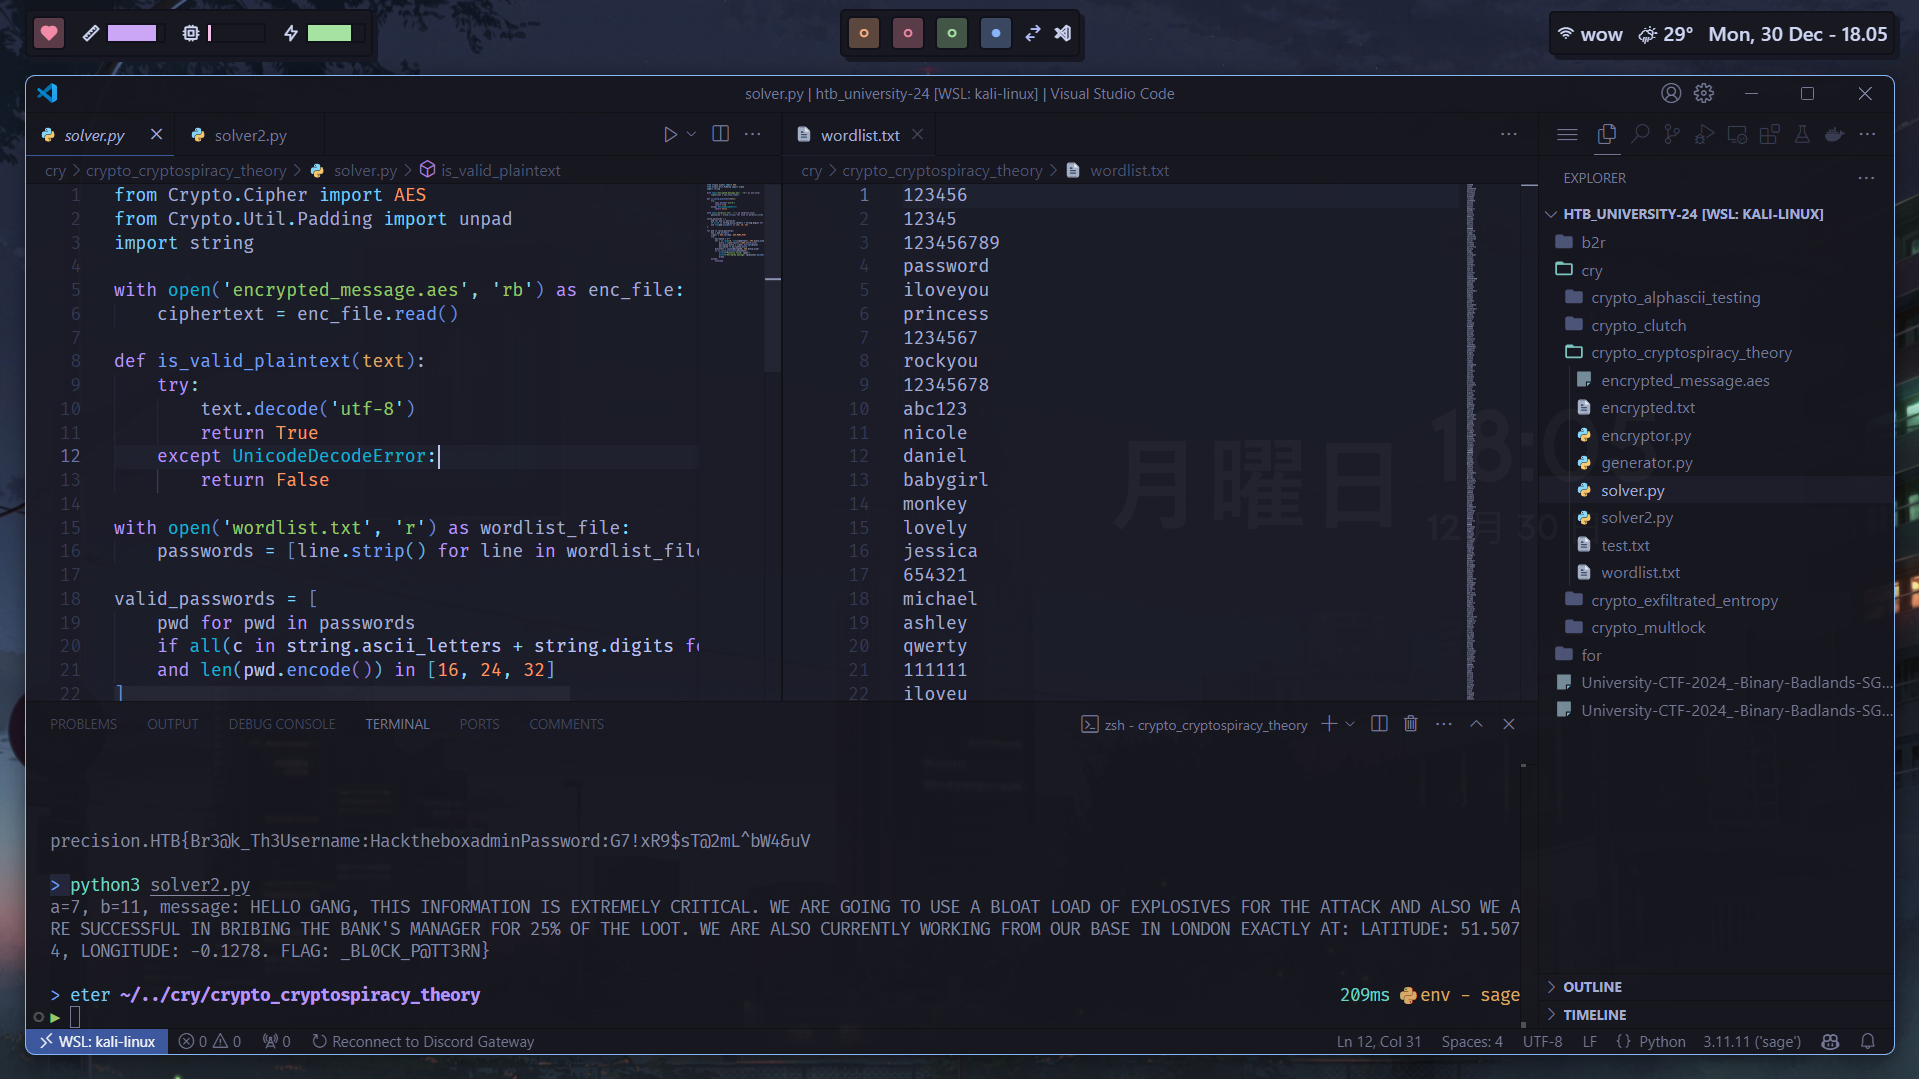 wow 29° Mon, 30 Dec - 18.05
solver.py | htb_university-24 [WSL: kali-linux] | Visual Studio Code
solver.py
solver2.py
cry > crypto_cryptospiracy_theory > solver.py > is_valid_plaintext
1 from Crypto.Cipher import AES
2 from Crypto.Util.Padding import unpad
3 import string
4
5 with open('encrypted_message.aes', 'rb') as enc_file:
6 ciphertext = enc_file.read()
7
8 def is_valid_plaintext(text):
9 try:
10 text.decode('utf-8')
11 return True
12 except UnicodeDecodeError:
13 return False
14
15 with open('wordlist.txt', 'r') as wordlist_file:
16 passwords = [line.strip() for line in wordlist_file
17
18 valid_passwords = [
19 pwd for pwd in passwords
20 if all(c in string.ascii_letters + string.digits fo
21 and len(pwd.encode()) in [16, 24, 32]
22 ]
wordlist.txt
cry > crypto_cryptospiracy_theory > wordlist.txt
1 123456
2 12345
3 123456789
4 password
5 iloveyou
6 princess
7 1234567
8 rockyou
9 12345678
10 abc123
11 nicole
12 daniel
13 babygirl
14 monkey
15 lovely
16 jessica
17 654321
18 michael
19 ashley
20 qwerty
21 111111
22 iloveu
月曜日
18:05
12月 30
EXPLORER
HTB_UNIVERSITY-24 [WSL: KALI-LINUX]
b2r
cry
crypto_alphascii_testing
crypto_clutch
crypto_cryptospiracy_theory
encrypted_message.aes
encrypted.txt
encryptor.py
generator.py
solver.py
solver2.py
test.txt
wordlist.txt
crypto_exfiltrated_entropy
crypto_multlock
for
University-CTF-2024_-Binary-Badlands-SG...
University-CTF-2024_-Binary-Badlands-SG...
OUTLINE
TIMELINE
PROBLEMS OUTPUT DEBUG CONSOLE TERMINAL PORTS COMMENTS
zsh - crypto_cryptospiracy_theory
precision.HTB{Br3@k_Th3Username:HacktheboxadminPassword:G7!xR9$sT@2mL^bW4&uV
> python3 solver2.py
a=7, b=11, message: HELLO GANG, THIS INFORMATION IS EXTREMELY CRITICAL. WE ARE GOING TO USE A BLOAT LOAD OF EXPLOSIVES FOR THE ATTACK AND ALSO WE A
RE SUCCESSFUL IN BRIBING THE BANK'S MANAGER FOR 25% OF THE LOOT. WE ARE ALSO CURRENTLY WORKING FROM OUR BASE IN LONDON EXACTLY AT: LATITUDE: 51.507
4, LONGITUDE: -0.1278. FLAG: _BL0CK_P@TT3RN}
> eter ~/../cry/crypto_cryptospiracy_theory 209ms env - sage
WSL: kali-linux 0 0 0 Reconnect to Discord Gateway Ln 12, Col 31 Spaces: 4 UTF-8 LF {} Python 3.11.11 ('sage')